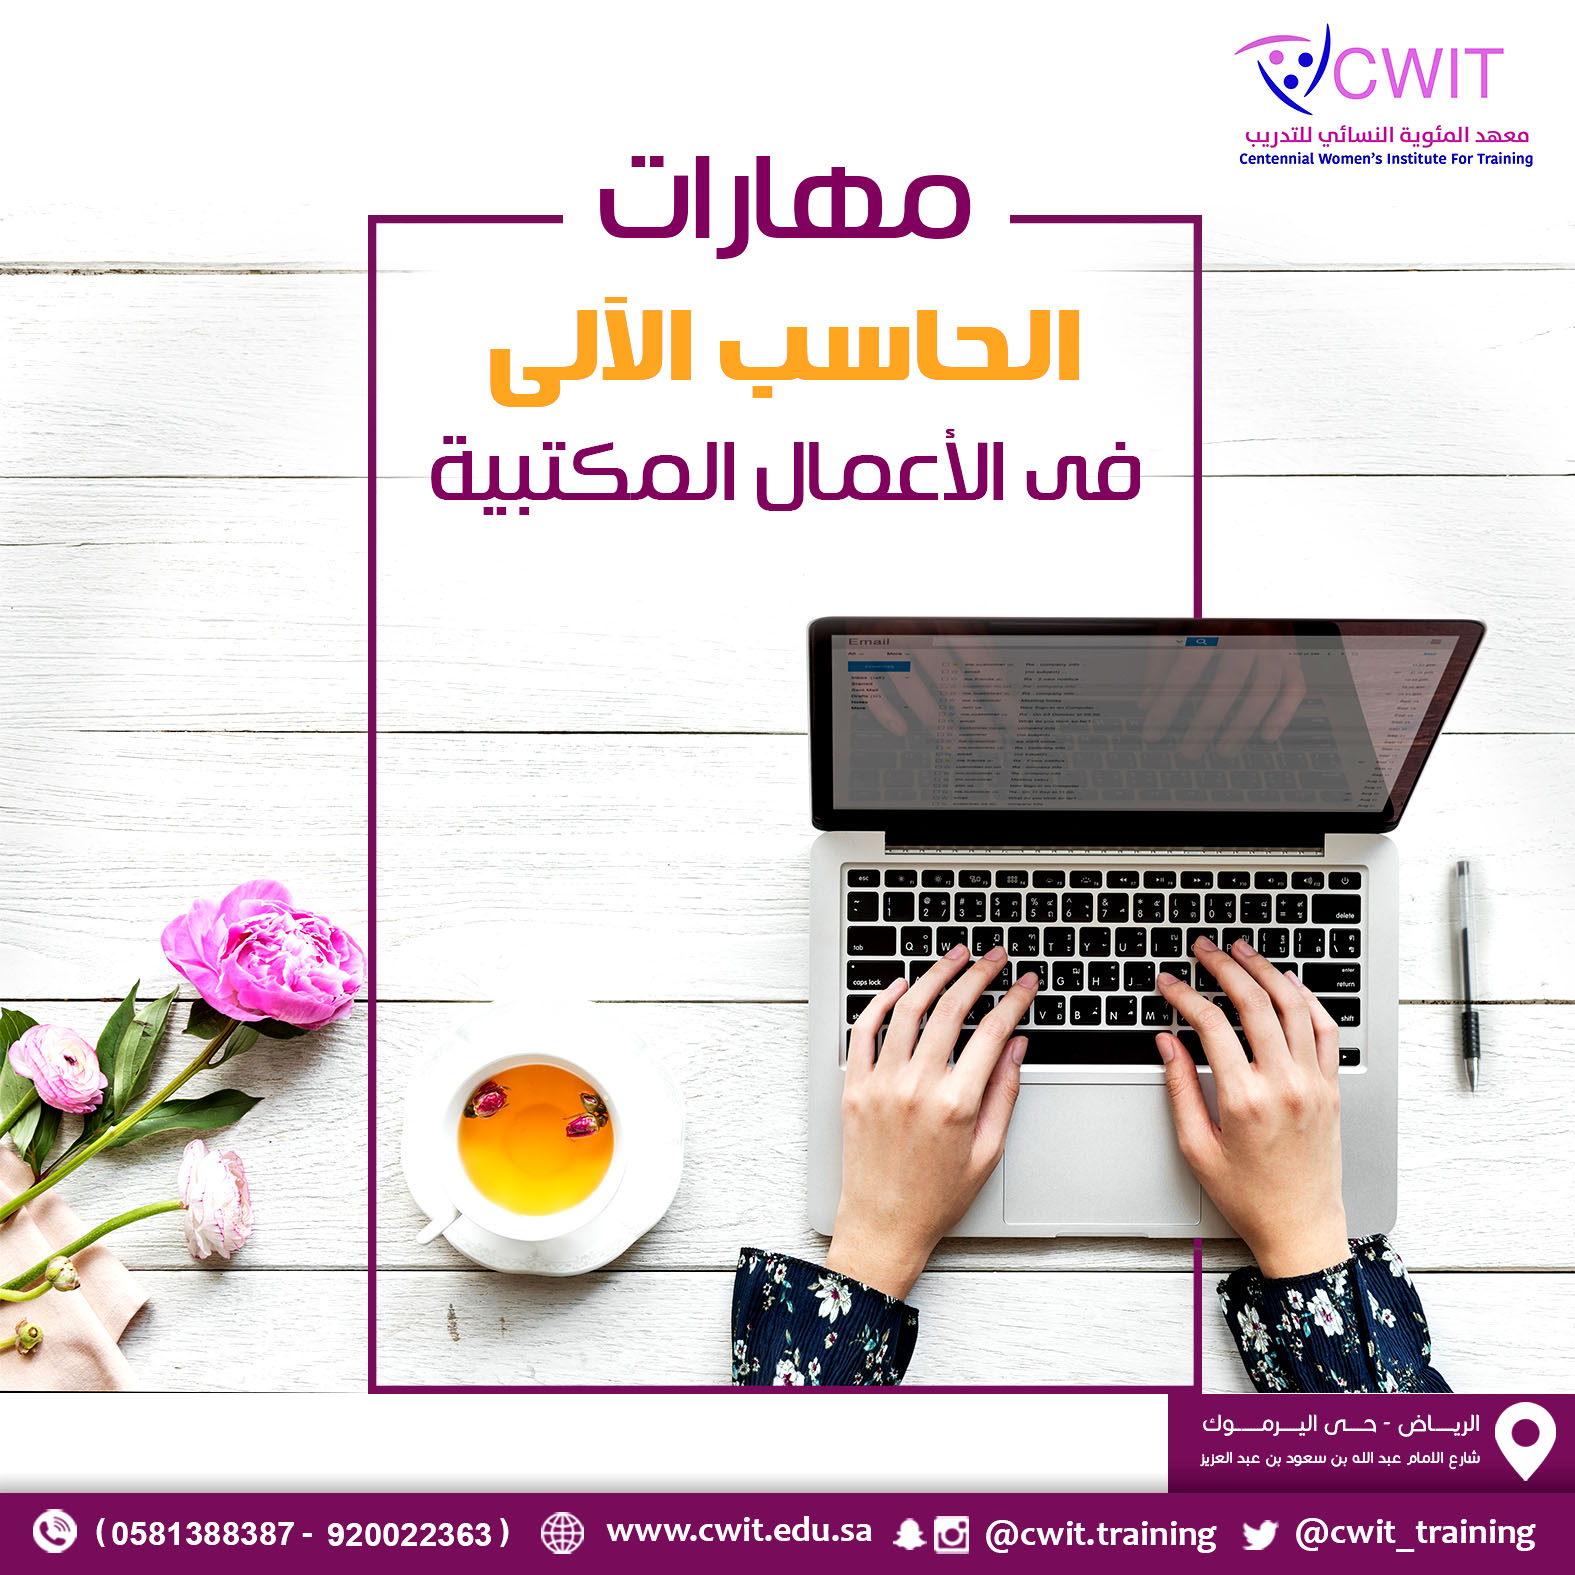 CWIT
معهد المئوية النسائي للتدريب
Centennial Women's Institute For Training
مهارات
الحاسب الآلى
فى الأعمال المكتبية
Email
الريـــاض - حـــى اليـــرمـــوك
شارع الامام عبد الله بن سعود بن عبد العزيز
( 0581388387 - 920022363 )
www.cwit.edu.sa
@cwit.training
@cwit_training